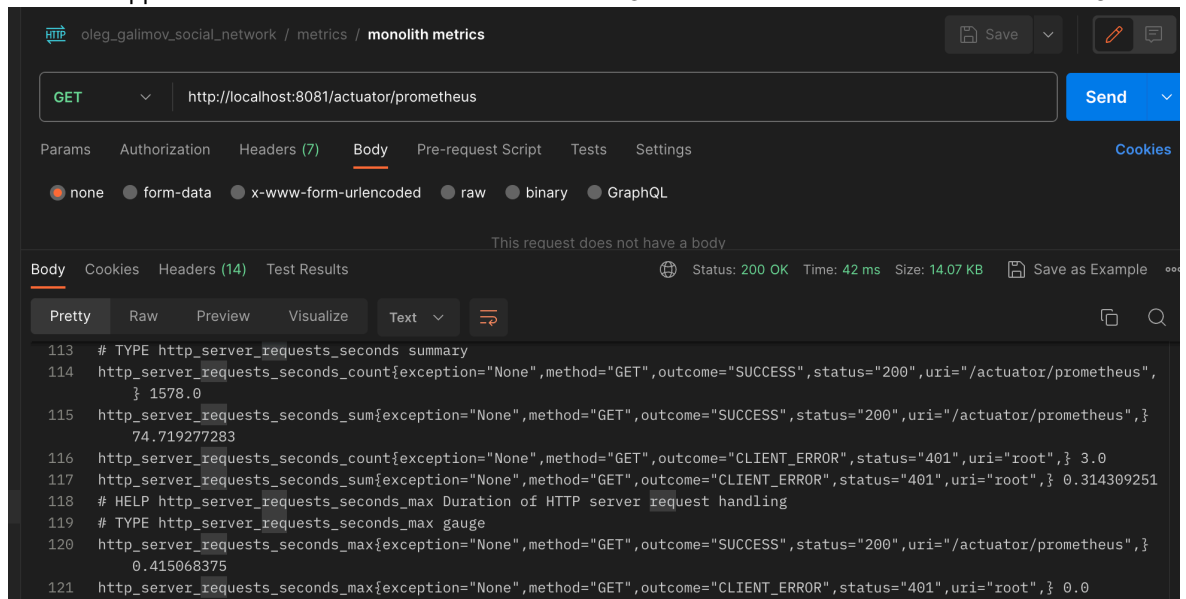 HTTP oleg_galimov_social_network / metrics / monolith metrics Save
GET http://localhost:8081/actuator/prometheus Send
Params Authorization Headers (7) Body Pre-request Script Tests Settings Cookies
none form-data x-www-form-urlencoded raw binary GraphQL
This request does not have a body
Body Cookies Headers (14) Test Results Status: 200 OK Time: 42 ms Size: 14.07 KB Save as Example
Pretty Raw Preview Visualize Text
113 # TYPE http_server_requests_seconds summary
114 http_server_requests_seconds_count{exception="None",method="GET",outcome="SUCCESS",status="200",uri="/actuator/prometheus",
} 1578.0
115 http_server_requests_seconds_sum{exception="None",method="GET",outcome="SUCCESS",status="200",uri="/actuator/prometheus",}
74.719277283
116 http_server_requests_seconds_count{exception="None",method="GET",outcome="CLIENT_ERROR",status="401",uri="root",} 3.0
117 http_server_requests_seconds_sum{exception="None",method="GET",outcome="CLIENT_ERROR",status="401",uri="root",} 0.314309251
118 # HELP http_server_requests_seconds_max Duration of HTTP server request handling
119 # TYPE http_server_requests_seconds_max gauge
120 http_server_requests_seconds_max{exception="None",method="GET",outcome="SUCCESS",status="200",uri="/actuator/prometheus",}
0.415068375
121 http_server_requests_seconds_max{exception="None",method="GET",outcome="CLIENT_ERROR",status="401",uri="root",} 0.0